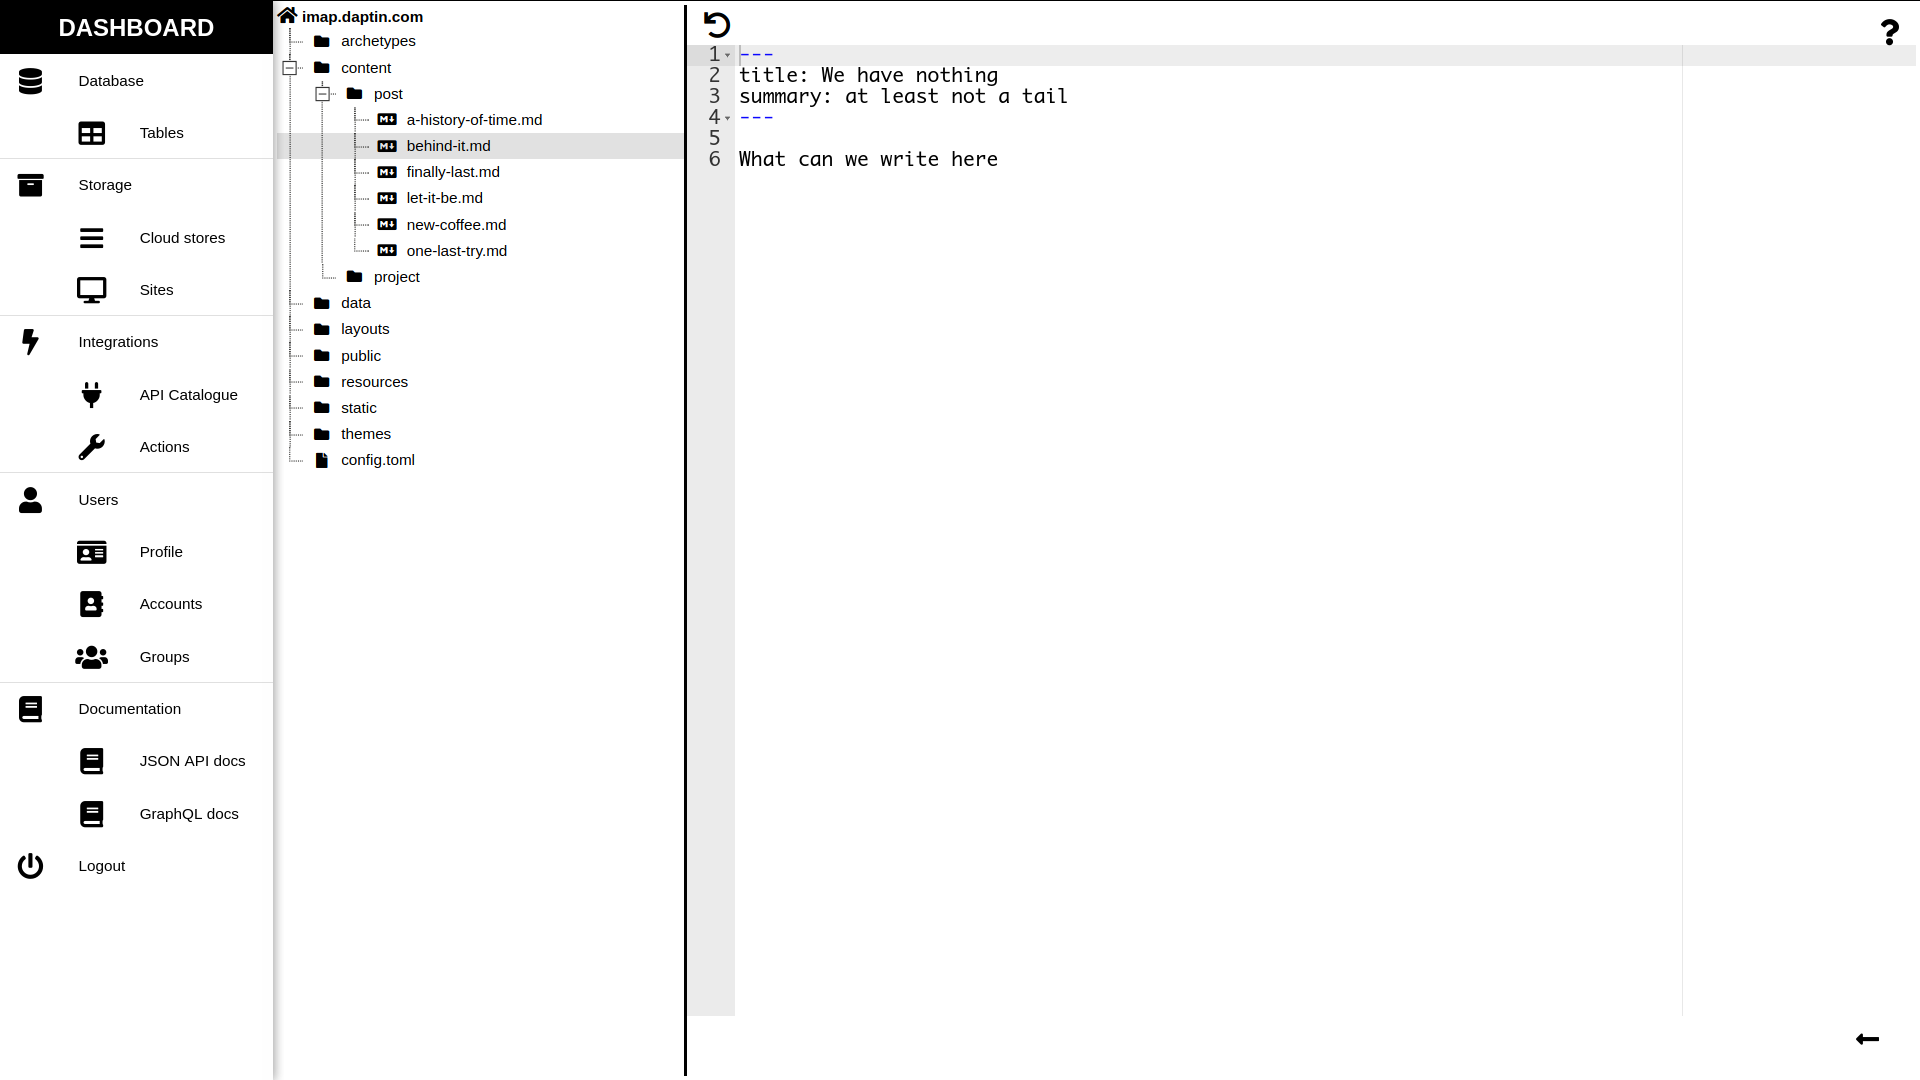 DASHBOARD
Database
Tables
Storage
Cloud stores
Sites
Integrations
API Catalogue
Actions
Users
Profile
Accounts
Groups
Documentation
JSON API docs
GraphQL docs
Logout
imap.daptin.com
archetypes
content
post
a-history-of-time.md
behind-it.md
finally-last.md
let-it-be.md
new-coffee.md
one-last-try.md
project
data
layouts
public
resources
static
themes
config.toml
?
1 ---
2 title: We have nothing
3 summary: at least not a tail
4 ---
5
6 What can we write here